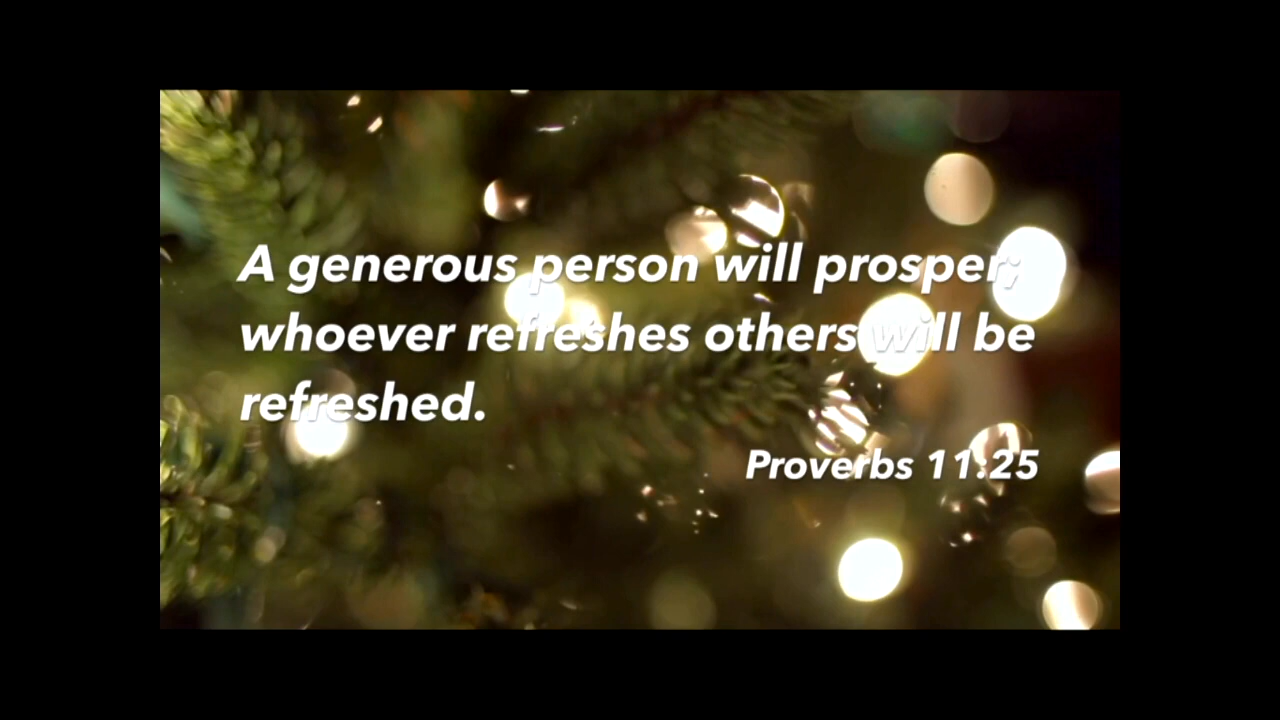 A generous person will prosper;
whoever refreshes others will be
refreshed.
Proverbs 11:25